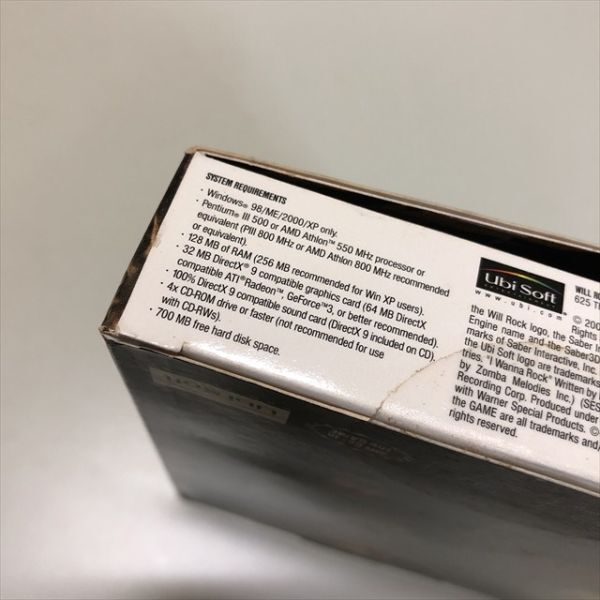 SYSTEM REQUIREMENTS
· Windows® 98/ME/2000/XP only.
· Pentium® III 500 or AMD Athlon™ 550 MHz processor or
equivalent (PIII 800 MHz or AMD Athlon 800 MHz recommended
or equivalent).
· 128 MB of RAM (256 MB recommended for Win XP users).
· 32 MB DirectX® 9 compatible graphics card (64 MB DirectX
compatible ATI® Radeon™, GeForce™3, or better recommended).
· 100% DirectX 9 compatible sound card (DirectX 9 included on CD).
· 4x CD-ROM drive or faster (not recommended for use
with CD-RWs).
· 700 MB free hard disk space.
Ubi Soft
www.ubi.com
WILL
625
© 200
Rights
the Will Rock logo, the Saber
Engine name and the Saber3D
marks of Saber Interactive, Inc.
the Ubi Soft logo are trademarks
tries. "I Wanna Rock" Written by
by Zomba Melodies Inc.) (SES
Recording Corp. Produced under
with Warner Special Products. ©
the GAME are all trademarks and/
rights reserved.
Ubi Soft